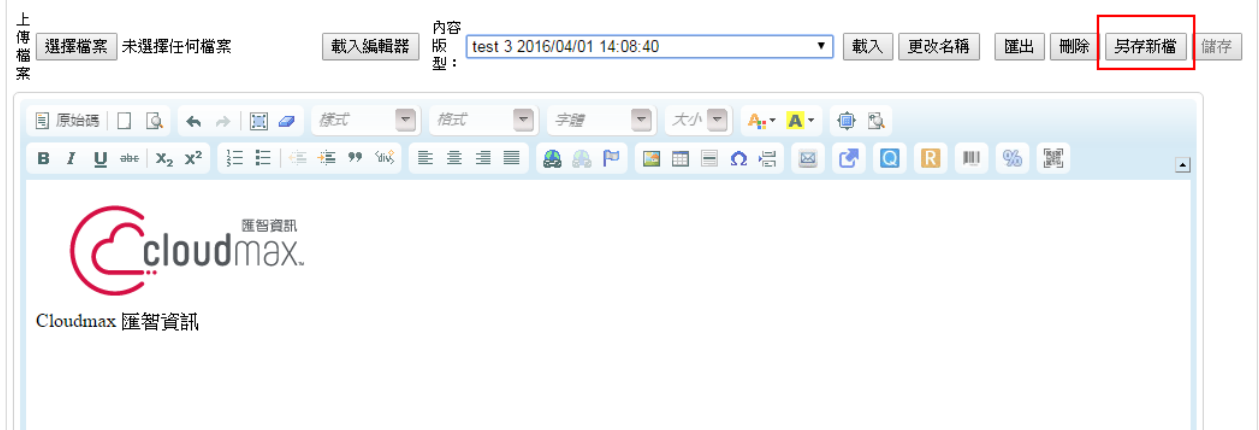 上傳檔案 選擇檔案 未選擇任何檔案 載入編輯器 內容版型： test 3 2016/04/01 14:08:40 載入 更改名稱 匯出 刪除 另存新檔 儲存
原始碼 樣式 格式 字體 大小 A A
B I U abc X₂ X² Ω Q R %
匯智資訊
cloudmax
Cloudmax 匯智資訊